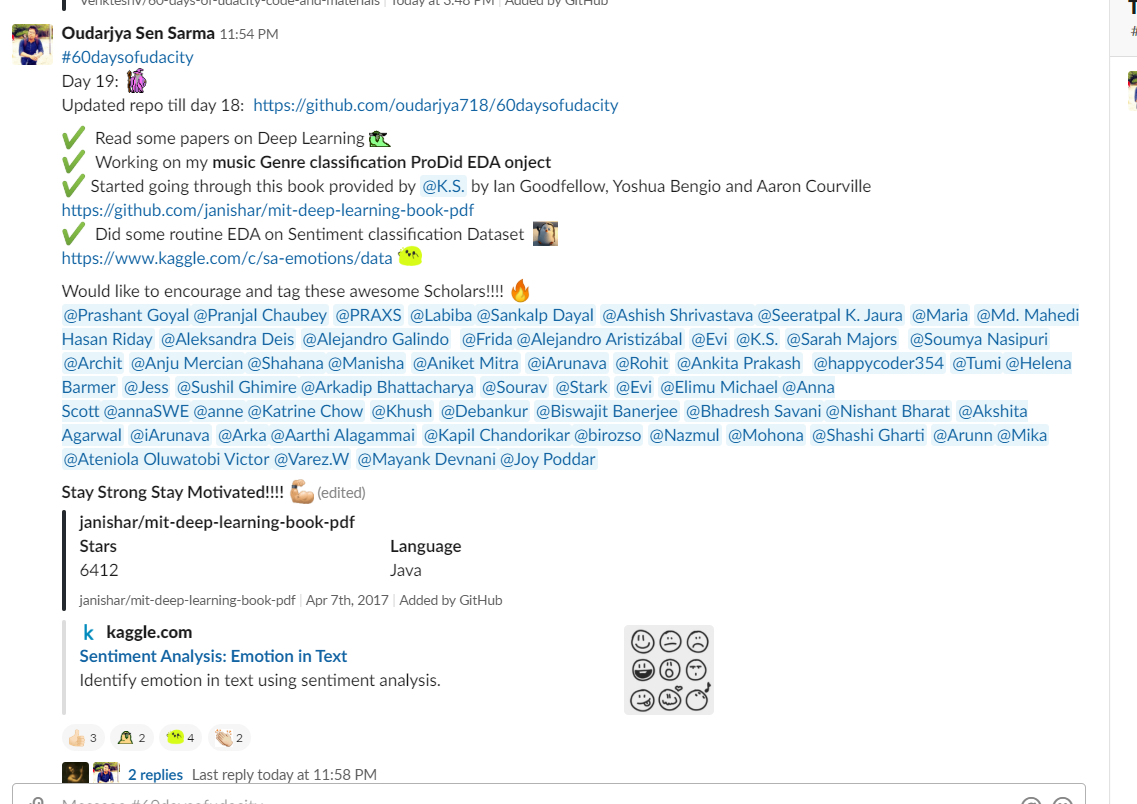 Venktesh7/60-days-of-udacity-code-and-materials | Today at 3:48 PM | Added by GitHub
Oudarjya Sen Sarma 11:54 PM
#60daysofudacity
Day 19:
Updated repo till day 18: https://github.com/oudarjya718/60daysofudacity
Read some papers on Deep Learning
Working on my music Genre classification ProDid EDA onject
Started going through this book provided by @K.S. by Ian Goodfellow, Yoshua Bengio and Aaron Courville
https://github.com/janishar/mit-deep-learning-book-pdf
Did some routine EDA on Sentiment classification Dataset
https://www.kaggle.com/c/sa-emotions/data
Would like to encourage and tag these awesome Scholars!!!!
@Prashant Goyal @Pranjal Chaubey @PRAXS @Labiba @Sankalp Dayal @Ashish Shrivastava @Seeratpal K. Jaura @Maria @Md. Mahedi
Hasan Riday @Aleksandra Deis @Alejandro Galindo @Frida @Alejandro Aristizábal @Evi @K.S. @Sarah Majors @Soumya Nasipuri
@Archit @Anju Mercian @Shahana @Manisha @Aniket Mitra @iArunava @Rohit @Ankita Prakash @happycoder354 @Tumi @Helena
Barmer @Jess @Sushil Ghimire @Arkadip Bhattacharya @Sourav @Stark @Evi @Elimu Michael @Anna
Scott @annaSWE @anne @Katrine Chow @Khush @Debankur @Biswajit Banerjee @Bhadresh Savani @Nishant Bharat @Akshita
Agarwal @iArunava @Arka @Aarthi Alagammai @Kapil Chandorikar @birozso @Nazmul @Mohona @Shashi Gharti @Arunn @Mika
@Ateniola Oluwatobi Victor @Varez.W @Mayank Devnani @Joy Poddar
Stay Strong Stay Motivated!!!! (edited)
janishar/mit-deep-learning-book-pdf
Stars Language
6412 Java
janishar/mit-deep-learning-book-pdf | Apr 7th, 2017 | Added by GitHub
k kaggle.com
Sentiment Analysis: Emotion in Text
Identify emotion in text using sentiment analysis.
3 2 4 2
2 replies Last reply today at 11:58 PM
Message #60daysofudacity